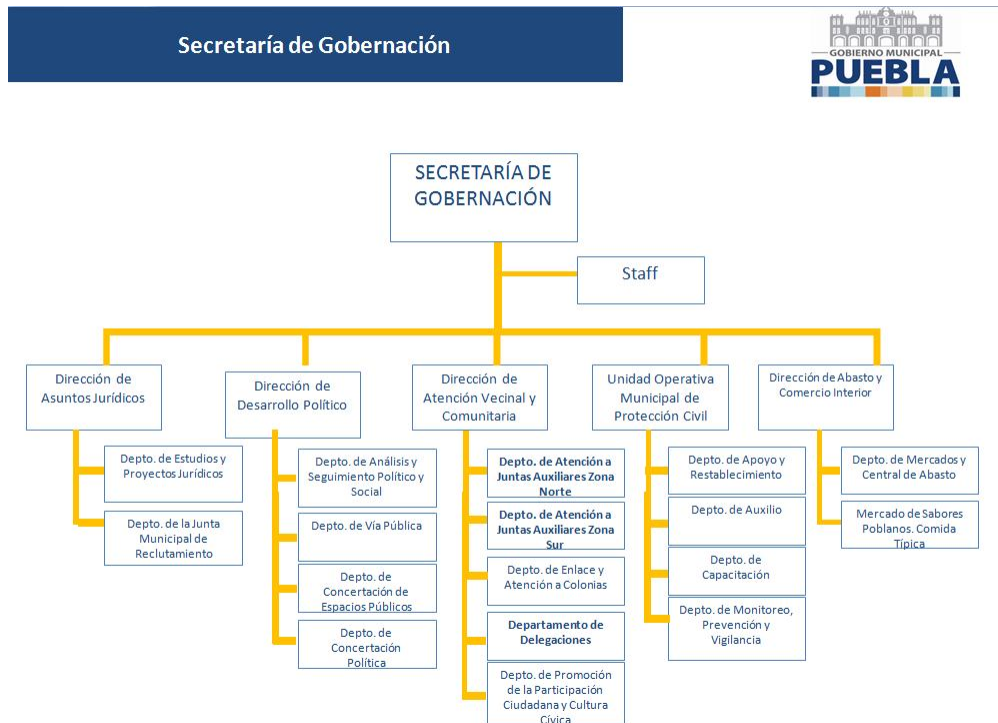 Secretaría de Gobernación
GOBIERNO MUNICIPAL
PUEBLA
SECRETARÍA DE
GOBERNACIÓN
Staff
Dirección de
Asuntos Jurídicos
Dirección de
Desarrollo Político
Dirección de
Atención Vecinal y
Comunitaria
Unidad Operativa
Municipal de
Protección Civil
Dirección de Abasto y
Comercio Interior
Depto. de Estudios y
Proyectos Jurídicos
Depto. de la Junta
Municipal de
Reclutamiento
Depto. de Análisis y
Seguimiento Político y
Social
Depto. de Vía Pública
Depto. de
Concertación de
Espacios Públicos
Depto. de
Concertación
Política
Depto. de Atención a
Juntas Auxiliares Zona
Norte
Depto. de Atención a
Juntas Auxiliares Zona
Sur
Depto. de Enlace y
Atención a Colonias
Departamento de
Delegaciones
Depto. de Promoción
de la Participación
Ciudadana y Cultura
Cívica
Depto. de Apoyo y
Restablecimiento
Depto. de Auxilio
Depto. de
Capacitación
Depto. de Monitoreo,
Prevención y
Vigilancia
Depto. de Mercados y
Central de Abasto
Mercado de Sabores
Poblanos. Comida
Típica